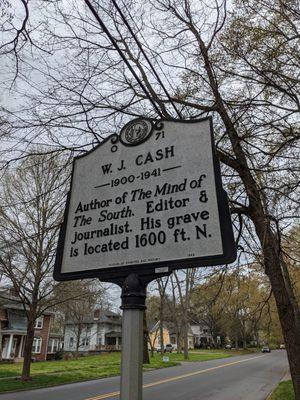 O 71
W. J. CASH
1900-1941
Author of The Mind of
The South. Editor &
journalist. His grave
is located 1600 ft. N.